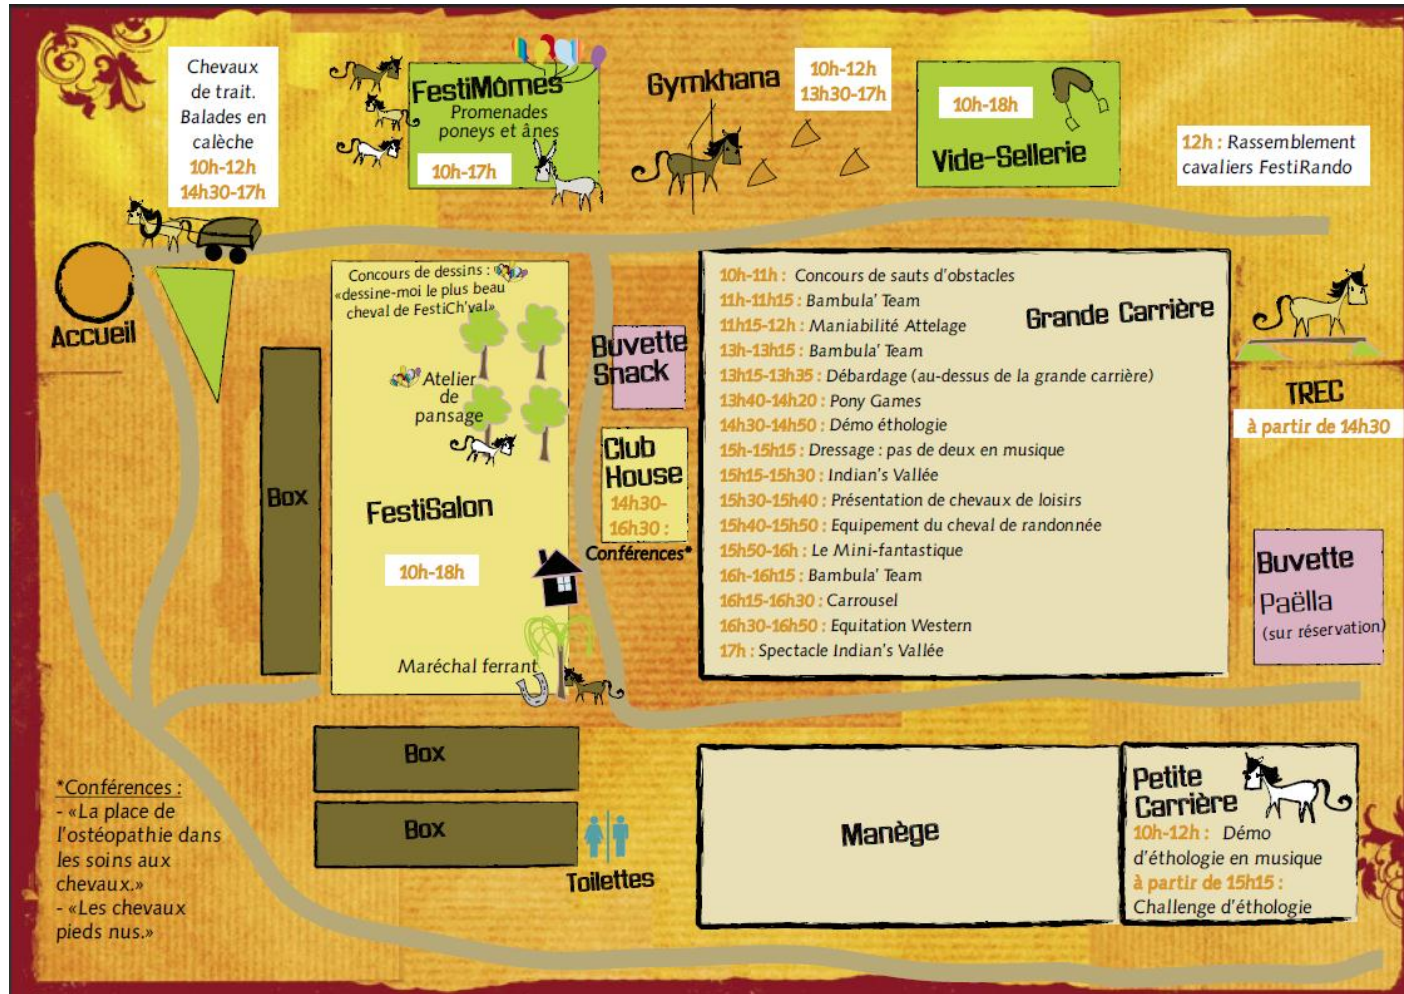 Chevaux
de trait.
Balades en
calèche
10h-12h
14h30-17h
FestiMômes
Promenades
poneys et ânes
10h-17h
Gymkhana
10h-12h
13h30-17h
10h-18h
Vide-Sellerie
12h : Rassemblement
cavaliers FestiRando
Accueil
Concours de dessins :
«dessine-moi le plus beau
cheval de FestiCh'val»
Atelier
de
pansage
FestiSalon
10h-18h
Maréchal ferrant
Box
Buvette
Snack
Club
House
14h30-
16h30 :
Conférences*
Grande Carrière
10h-11h : Concours de sauts d'obstacles
11h-11h15 : Bambula' Team
11h15-12h : Maniabilité Attelage
13h-13h15 : Bambula' Team
13h15-13h35 : Débardage (au-dessus de la grande carrière)
13h40-14h20 : Pony Games
14h30-14h50 : Démo éthologie
15h-15h15 : Dressage : pas de deux en musique
15h15-15h30 : Indian's Vallée
15h30-15h40 : Présentation de chevaux de loisirs
15h40-15h50 : Equipement du cheval de randonnée
15h50-16h : Le Mini-fantastique
16h-16h15 : Bambula' Team
16h15-16h30 : Carrousel
16h30-16h50 : Equitation Western
17h : Spectacle Indian's Vallée
TREC
à partir de 14h30
Buvette
Paëlla
(sur réservation)
Box
Box
Toilettes
*Conférences :
- «La place de
l'ostéopathie dans
les soins aux
chevaux.»
- «Les chevaux
pieds nus.»
Manège
Petite
Carrière
10h-12h : Démo
d'éthologie en musique
à partir de 15h15 :
Challenge d'éthologie